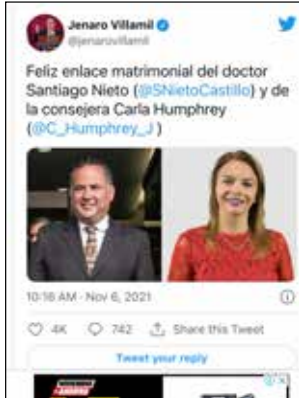 Jenaro Villamil
@jenarovillamil
Feliz enlace matrimonial del doctor
Santiago Nieto (@SNietoCastillo) y de
la consejera Carla Humphrey
(@C_Humphrey_J )
10:16 AM · Nov 6, 2021
4K 742 Share this Tweet
Tweet your reply